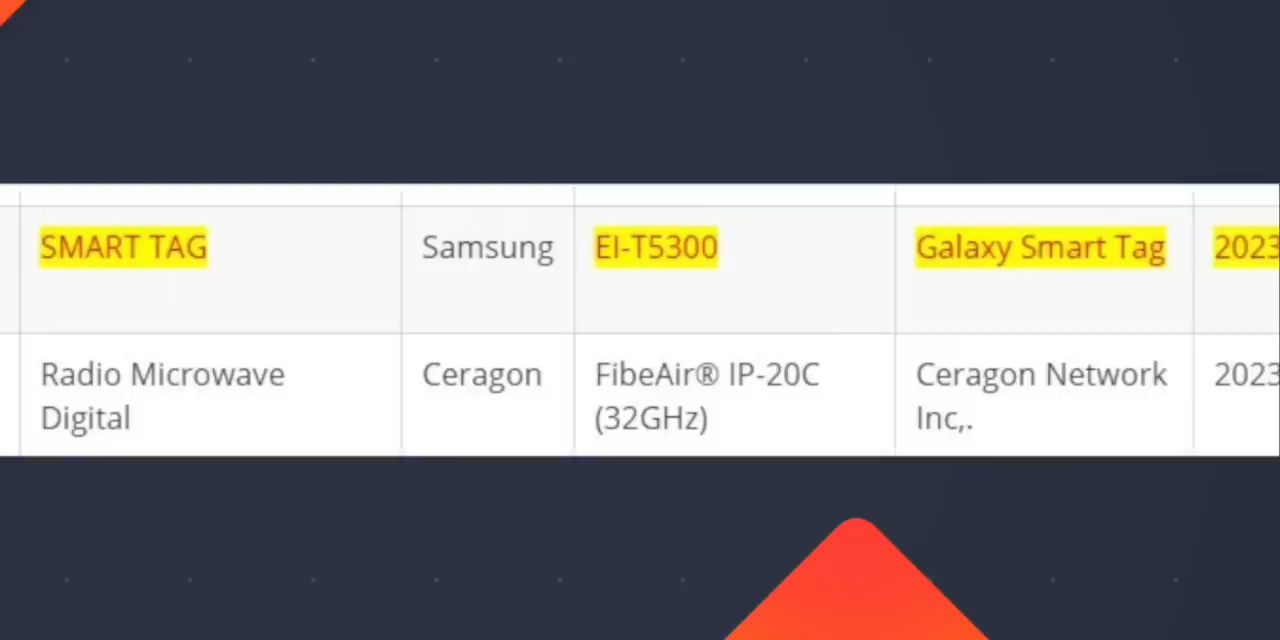 SMART TAG Samsung EI-T5300 Galaxy Smart Tag 2023
Radio Microwave Ceragon FibeAir® IP-20C Ceragon Network 2023
Digital (32GHz) Inc,.